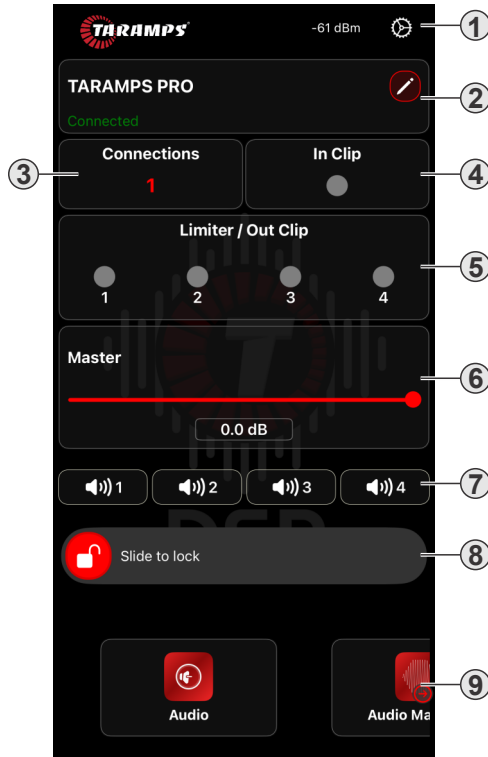 TARAMPS
-61 dBm
1
TARAMPS PRO
2
Connected
Connections
In Clip
3
1
4
Limiter / Out Clip
5
1 2 3 4
Master
6
0.0 dB
1 2 3 4
7
Slide to lock
8
9
Audio
Audio Ma
DSP